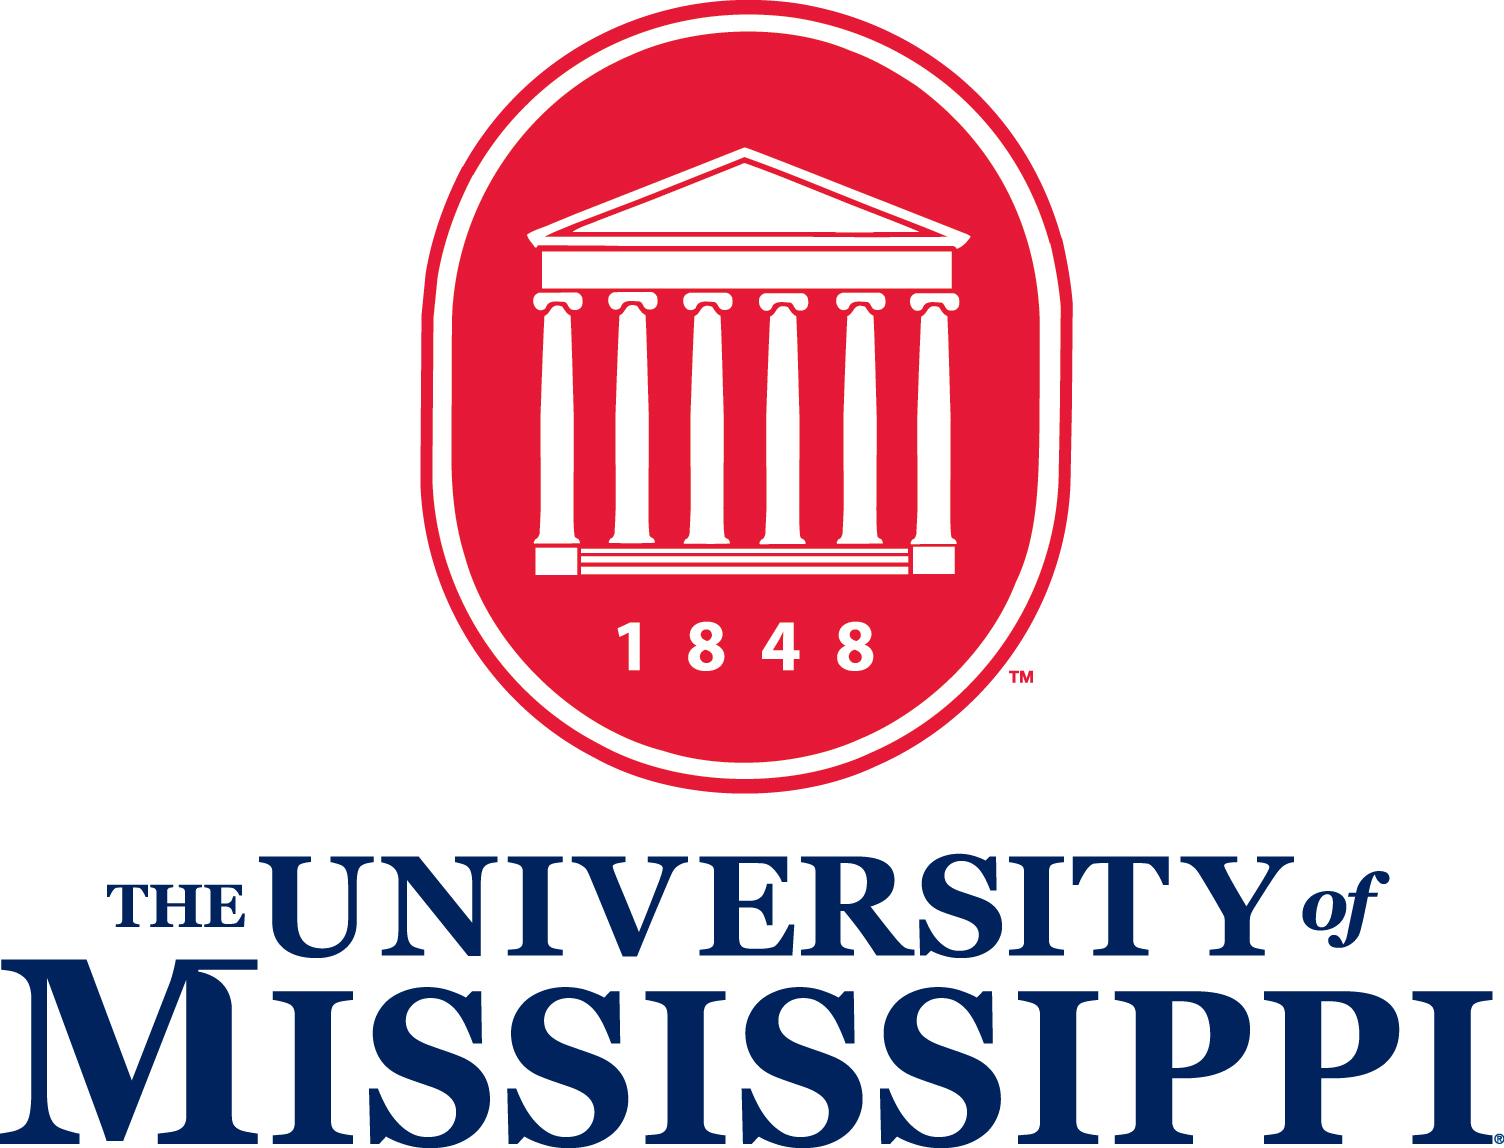 1848
™
THE UNIVERSITY of
MISSISSIPPI®